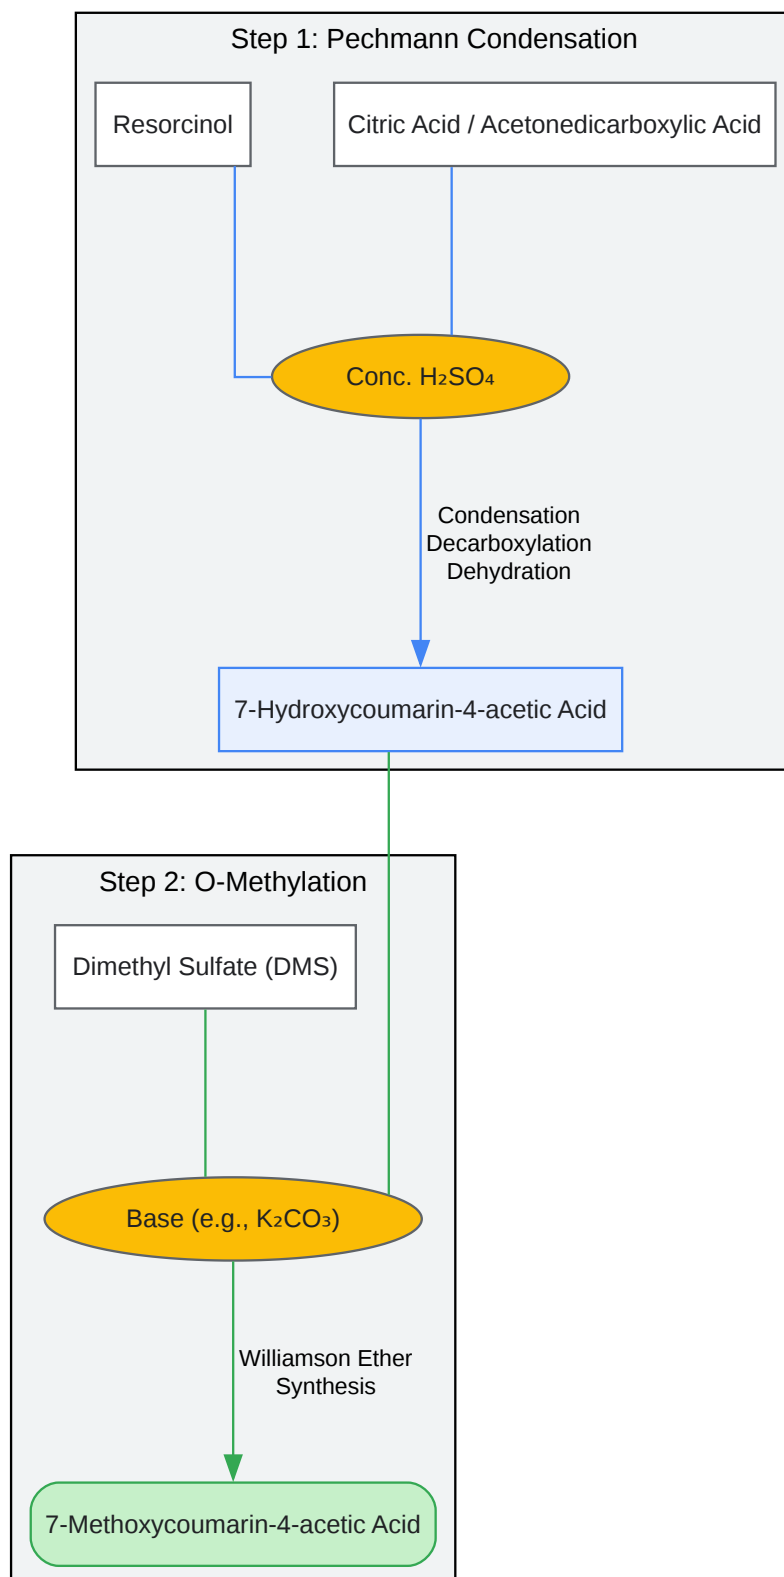 Step 1: Pechmann Condensation
Resorcinol
Citric Acid / Acetonedicarboxylic Acid
Conc. H₂SO₄
Condensation
Decarboxylation
Dehydration
7-Hydroxycoumarin-4-acetic Acid
Step 2: O-Methylation
Dimethyl Sulfate (DMS)
Base (e.g., K₂CO₃)
Williamson Ether
Synthesis
7-Methoxycoumarin-4-acetic Acid